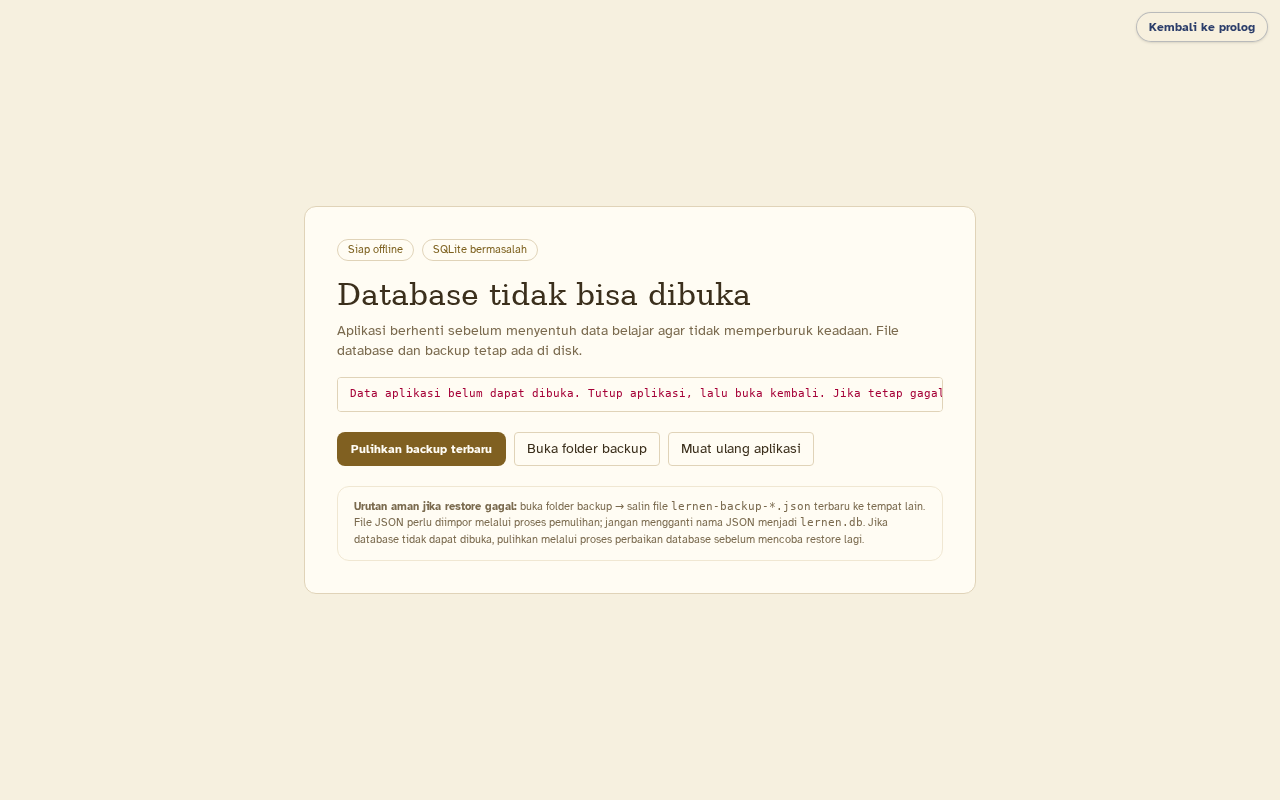 Kembali ke prolog
Siap offline
SQLite bermasalah
Database tidak bisa dibuka
Aplikasi berhenti sebelum menyentuh data belajar agar tidak memperburuk keadaan. File
database dan backup tetap ada di disk.
Data aplikasi belum dapat dibuka. Tutup aplikasi, lalu buka kembali. Jika tetap gagal
Pulihkan backup terbaru
Buka folder backup
Muat ulang aplikasi
Urutan aman jika restore gagal: buka folder backup → salin file lernen-backup-*.json terbaru ke tempat lain.
File JSON perlu diimpor melalui proses pemulihan; jangan mengganti nama JSON menjadi lernen.db. Jika
database tidak dapat dibuka, pulihkan melalui proses perbaikan database sebelum mencoba restore lagi.